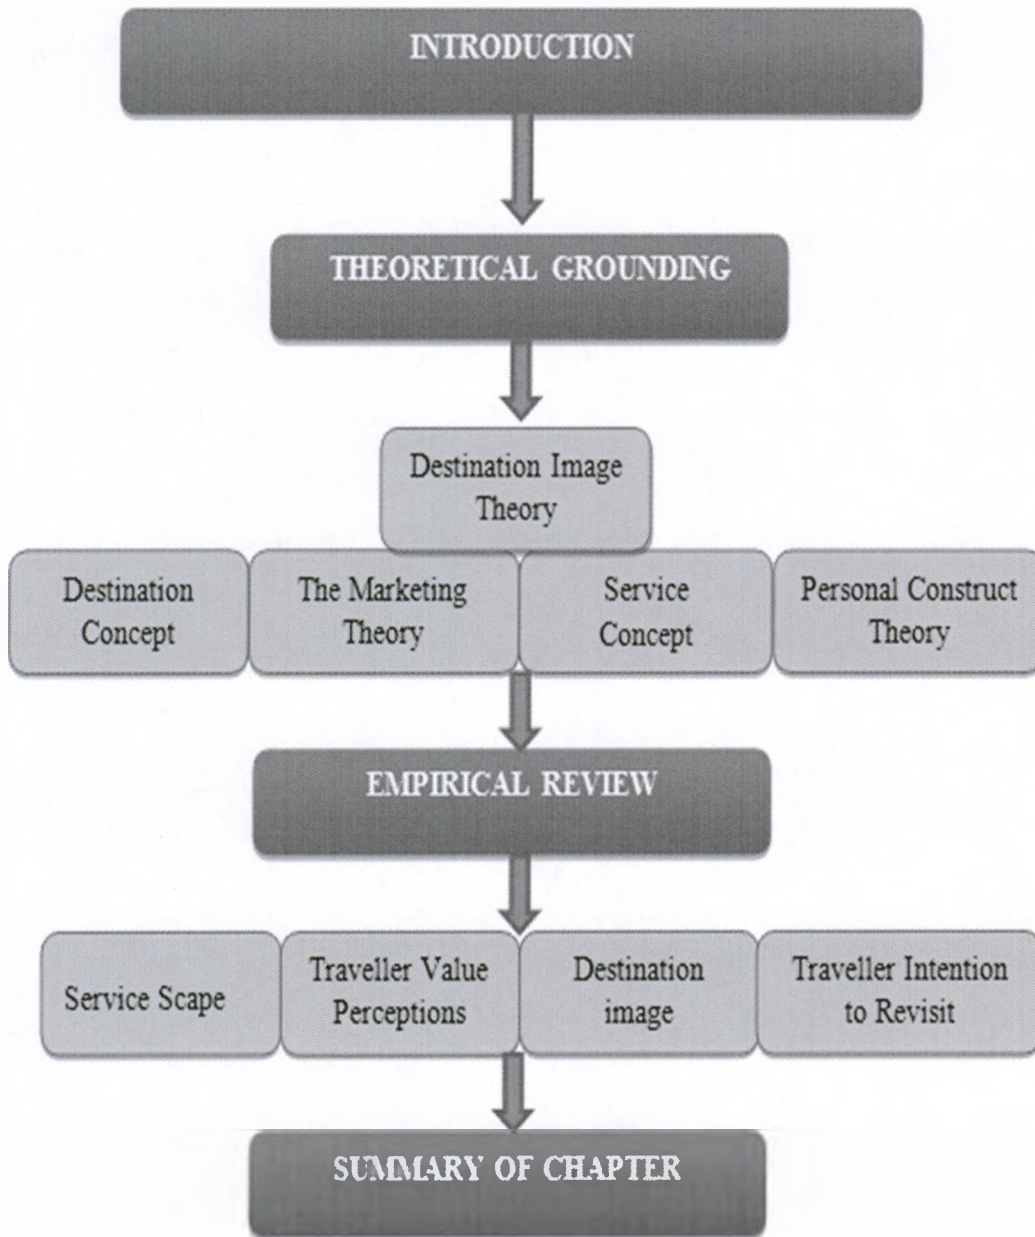 INTRODUCTION
THEORETICAL GROUNDING
Destination Image
Theory
Destination
Concept
The Marketing
Theory
Service
Concept
Personal Construct
Theory
EMPIRICAL REVIEW
Service Scape
Traveller Value
Perceptions
Destination
image
Traveller Intention
to Revisit
SUMMARY OF CHAPTER